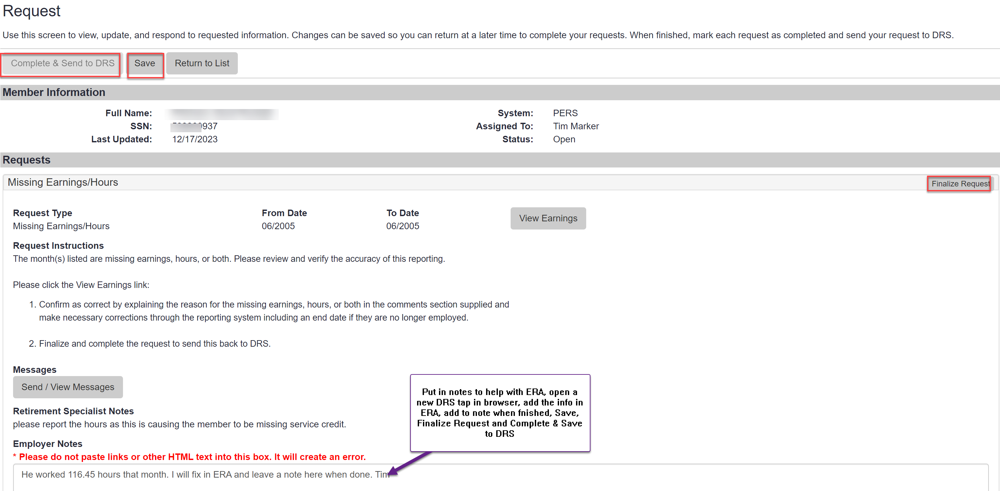 Request
Use this screen to view, update, and respond to requested information. Changes can be saved so you can return at a later time to complete your requests. When finished, mark each request as completed and send your request to DRS.
Complete & Send to DRS Save Return to List
Member Information
Full Name: System: PERS
SSN: 937 Assigned To: Tim Marker
Last Updated: 12/17/2023 Status: Open
Requests
Missing Earnings/Hours Finalize Request
Request Type From Date To Date View Earnings
Missing Earnings/Hours 06/2005 06/2005
Request Instructions
The month(s) listed are missing earnings, hours, or both. Please review and verify the accuracy of this reporting.
Please click the View Earnings link:
1. Confirm as correct by explaining the reason for the missing earnings, hours, or both in the comments section supplied and
make necessary corrections through the reporting system including an end date if they are no longer employed.
2. Finalize and complete the request to send this back to DRS.
Messages
Send / View Messages
Put in notes to help with ERA, open a
new DRS tap in browser, add the info in
ERA, add to note when fnished, Save,
Finalize Request and Complete & Save
to DRS
Retirement Specialist Notes
please report the hours as this is causing the member to be missing service credit.
Employer Notes
* Please do not paste links or other HTML text into this box. It will create an error.
He worked 116.45 hours that month. I will fix in ERA and leave a note here when done. Tim